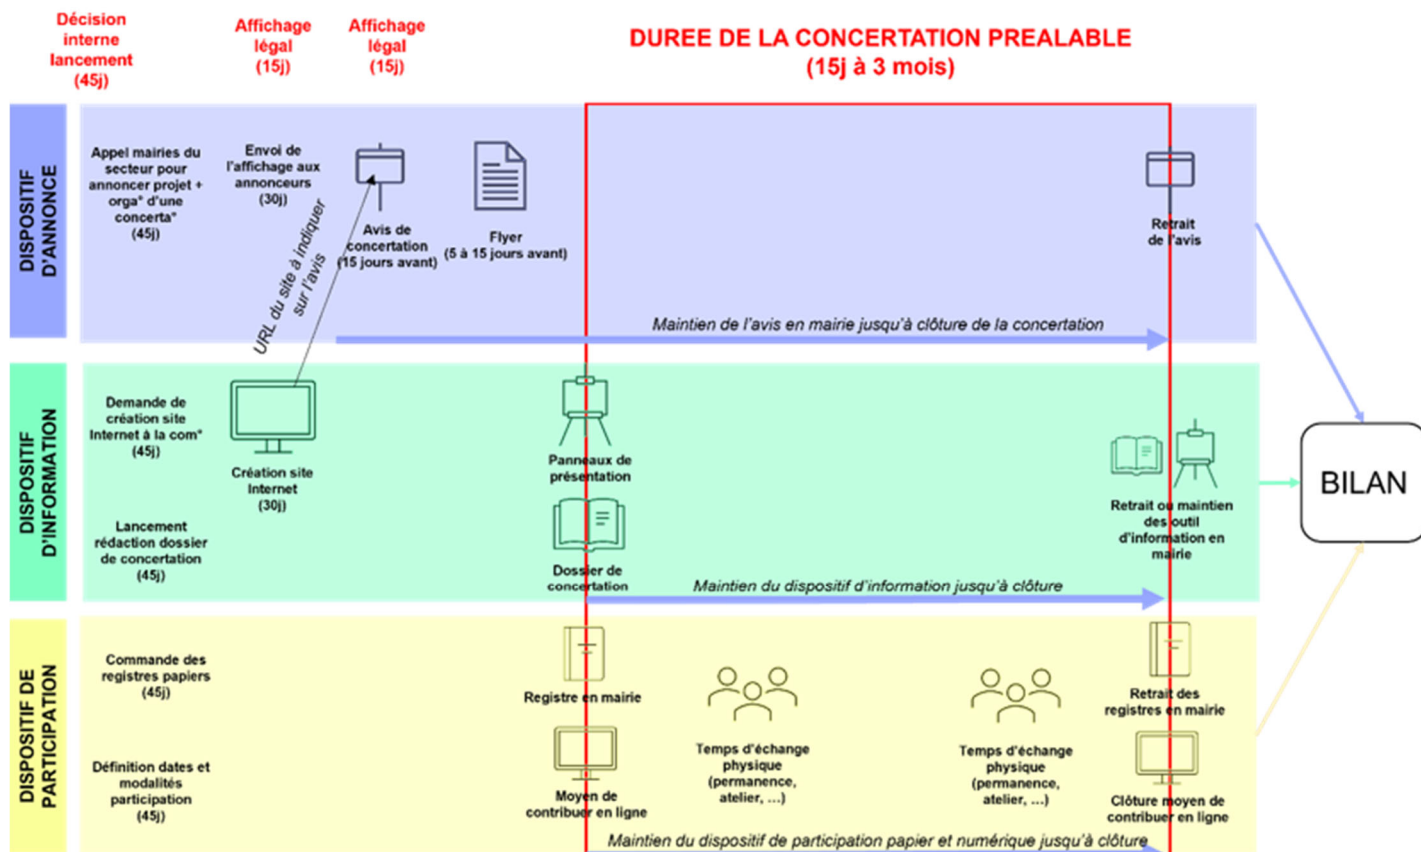 Décision
interne
lancement
(45j)
Affichage
légal
(15j)
Affichage
légal
(15j)
DUREE DE LA CONCERTATION PREALABLE
(15j à 3 mois)
DISPOSITIF
D'ANNONCE
Appel mairies du
secteur pour
annoncer projet +
orga° d'une
concerta°
(45j)
Envoi de
l'affichage aux
annonceurs
(30j)
Avis de
concertation
(15 jours avant)
Flyer
(5 à 15 jours avant)
Retrait
de l'avis
URL du site à indiquer
sur l'avis
Maintien de l'avis en mairie jusqu'à clôture de la concertation
DISPOSITIF
D'INFORMATION
Demande de
création site
Internet à la com°
(45j)
Création site
Internet
(30j)
Lancement
rédaction dossier
de concertation
(45j)
Panneaux de
présentation
Dossier de
concertation
Retrait ou maintien
des outil
d'information en
mairie
Maintien du dispositif d'information jusqu'à clôture
BILAN
DISPOSITIF DE
PARTICIPATION
Commande des
registres papiers
(45j)
Définition dates et
modalités
participation
(45j)
Registre en mairie
Moyen de
contribuer en ligne
Temps d'échange
physique
(permanence,
atelier, ...)
Temps d'échange
physique
(permanence,
atelier, ...)
Retrait des
registres en mairie
Clôture moyen de
contribuer en ligne
Maintien du dispositif de participation papier et numérique jusqu'à clôture